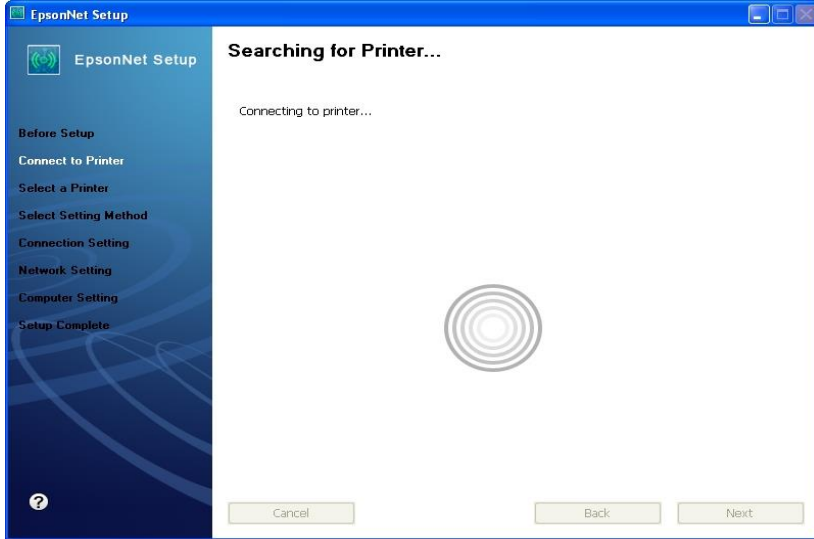 EpsonNet Setup
EpsonNet Setup
Searching for Printer...
Connecting to printer...
Before Setup
Connect to Printer
Select a Printer
Select Setting Method
Connection Setting
Network Setting
Computer Setting
Setup Complete
?
Cancel
Back
Next